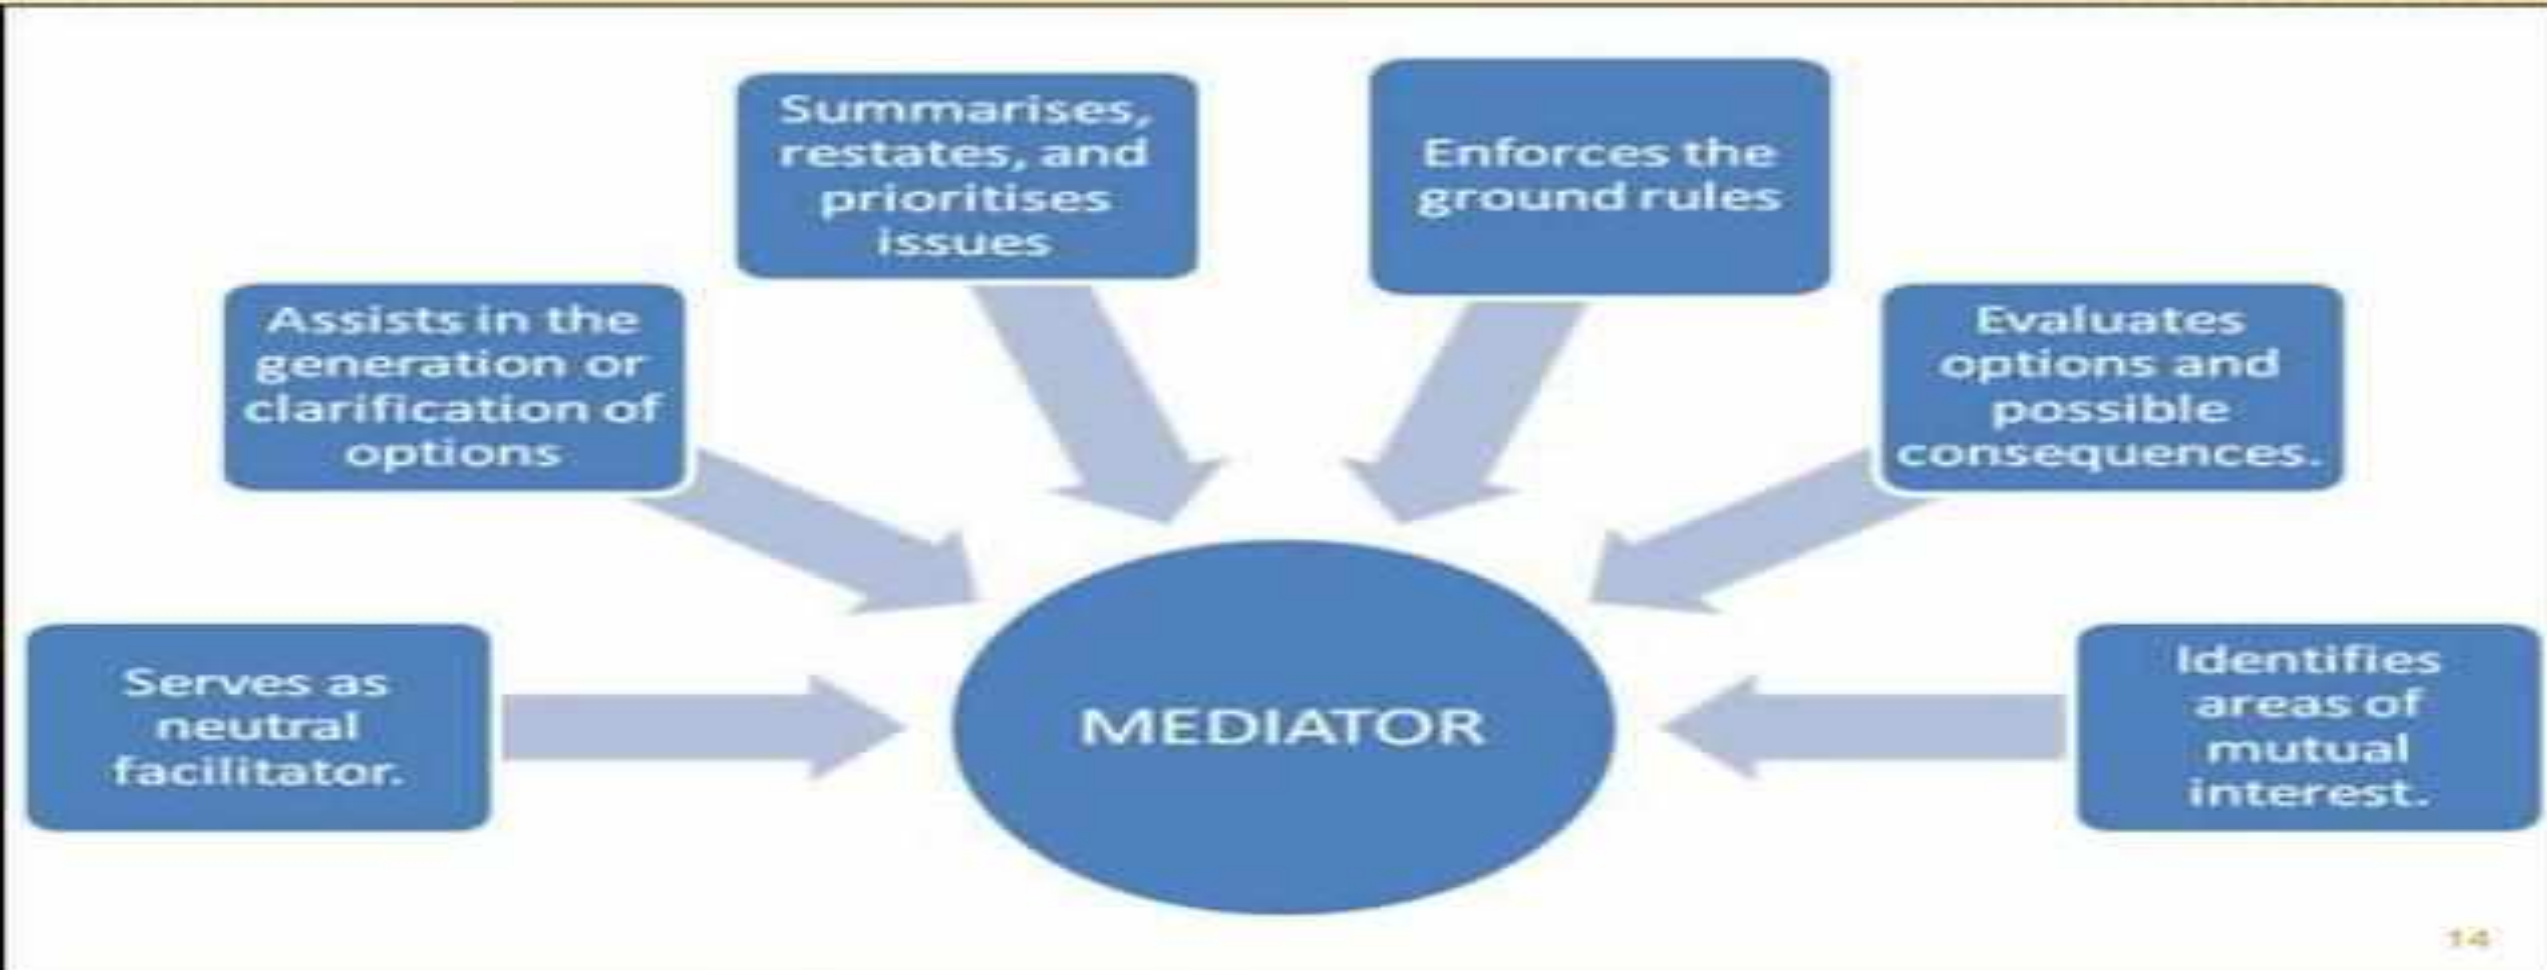 Summarises,
restates, and
prioritises
issues
Enforces the
ground rules
Assists in the
generation or
clarification of
options
Evaluates
options and
possible
consequences.
Serves as
neutral
facilitator.
MEDIATOR
Identifies
areas of
mutual
interest.
14